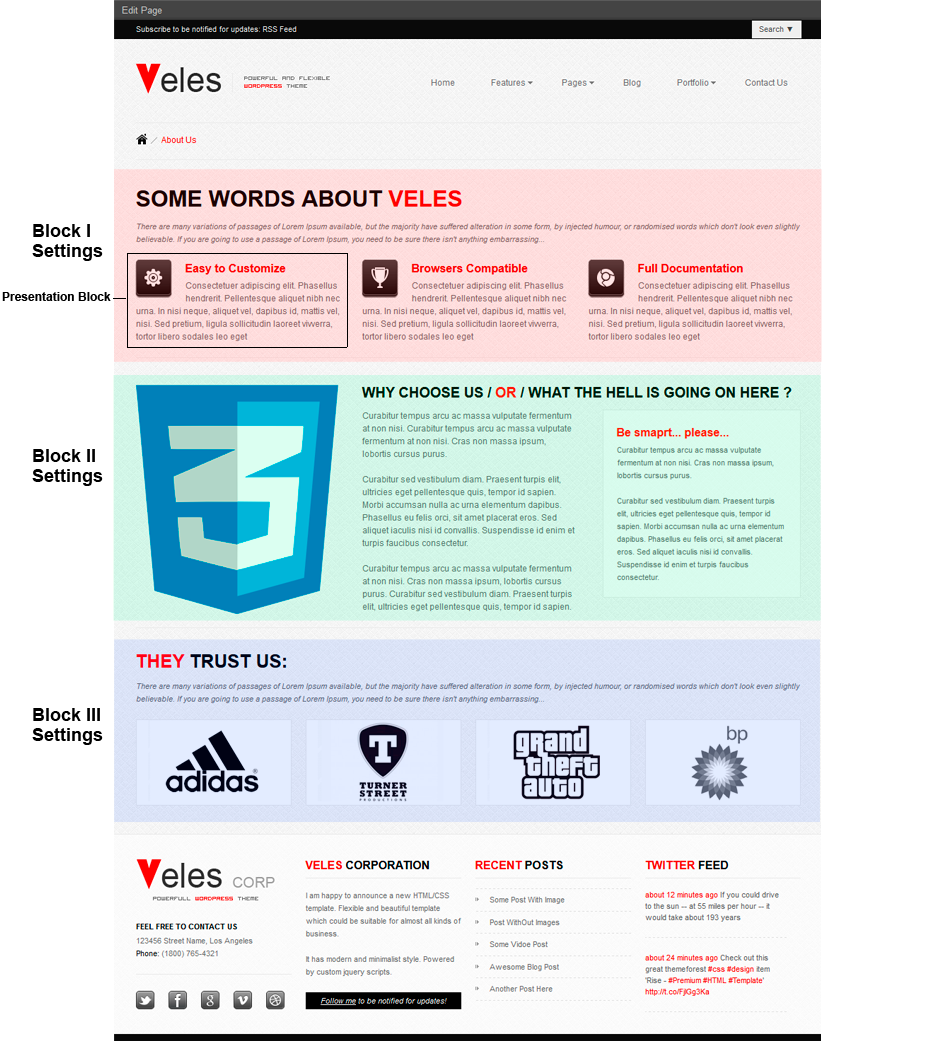 Edit Page
Subscribe to be notified for updates: RSS Feed
Search ▼
Veles
POWERFUL AND FLEXIBLE
WORDPRESS THEME
Home
Features
Pages
Blog
Portfolio
Contact Us
/ About Us
Block I
Settings
SOME WORDS ABOUT VELES
There are many variations of passages of Lorem Ipsum available, but the majority have suffered alteration in some form, by injected humour, or randomised words which don't look even slightly
believable. If you are going to use a passage of Lorem Ipsum, you need to be sure there isn't anything embarrassing...
Presentation Block
Easy to Customize
Consectetuer adipiscing elit. Phasellus
hendrerit. Pellentesque aliquet nibh nec
urna. In nisi neque, aliquet vel, dapibus id, mattis vel,
nisi. Sed pretium, ligula sollicitudin laoreet viverra,
tortor libero sodales leo eget
Browsers Compatible
Consectetuer adipiscing elit. Phasellus
hendrerit. Pellentesque aliquet nibh nec
urna. In nisi neque, aliquet vel, dapibus id, mattis vel,
nisi. Sed pretium, ligula sollicitudin laoreet viverra,
tortor libero sodales leo eget
Full Documentation
Consectetuer adipiscing elit. Phasellus
hendrerit. Pellentesque aliquet nibh nec
urna. In nisi neque, aliquet vel, dapibus id, mattis vel,
nisi. Sed pretium, ligula sollicitudin laoreet viverra,
tortor libero sodales leo eget
Block II
Settings
3
WHY CHOOSE US / OR / WHAT THE HELL IS GOING ON HERE ?
Curabitur tempus arcu ac massa vulputate fermentum
at non nisi. Curabitur tempus arcu ac massa vulputate
fermentum at non nisi. Cras non massa ipsum,
lobortis cursus purus.
Curabitur sed vestibulum diam. Praesent turpis elit,
ultricies eget pellentesque quis, tempor id sapien.
Morbi accumsan nulla ac urna elementum dapibus.
Phasellus eu felis orci, sit amet placerat eros. Sed
aliquet iaculis nisi id convallis. Suspendisse id enim et
turpis faucibus consectetur.
Curabitur tempus arcu ac massa vulputate fermentum
at non nisi. Cras non massa ipsum, lobortis cursus
purus. Curabitur sed vestibulum diam. Praesent turpis
elit, ultricies eget pellentesque quis, tempor id sapien.
Be smaprt... please...
Curabitur tempus arcu ac massa vulputate
fermentum at non nisi. Cras non massa ipsum,
lobortis cursus purus.
Curabitur sed vestibulum diam. Praesent turpis
elit, ultricies eget pellentesque quis, tempor id
sapien. Morbi accumsan nulla ac urna elementum
dapibus. Phasellus eu felis orci, sit amet placerat
eros. Sed aliquet iaculis nisi id convallis.
Suspendisse id enim et turpis faucibus
consectetur.
Block III
Settings
THEY TRUST US:
There are many variations of passages of Lorem Ipsum available, but the majority have suffered alteration in some form, by injected humour, or randomised words which don't look even slightly
believable. If you are going to use a passage of Lorem Ipsum, you need to be sure there isn't anything embarrassing...
adidas®
T
TURNER
STREET
PRODUCTIONS
grand
theft
auto
bp
Veles CORP
POWERFULL WORDPRESS THEME
FEEL FREE TO CONTACT US
123456 Street Name, Los Angeles
Phone: (1800) 765-4321
VELES CORPORATION
I am happy to announce a new HTML/CSS
template. Flexible and beautiful template
which could be suitable for almost all kinds of
business.
It has modern and minimalist style. Powered
by custom jquery scripts.
Follow me to be notified for updates!
RECENT POSTS
Some Post With Image
Post WithOut Images
Some Vidoe Post
Awesome Blog Post
Another Post Here
TWITTER FEED
about 12 minutes ago If you could drive
to the sun -- at 55 miles per hour -- it
would take about 193 years
about 24 minutes ago Check out this
great themeforest #css #design item
'Rise - #Premium #HTML #Template'
http://t.co/FjlGg3Ka